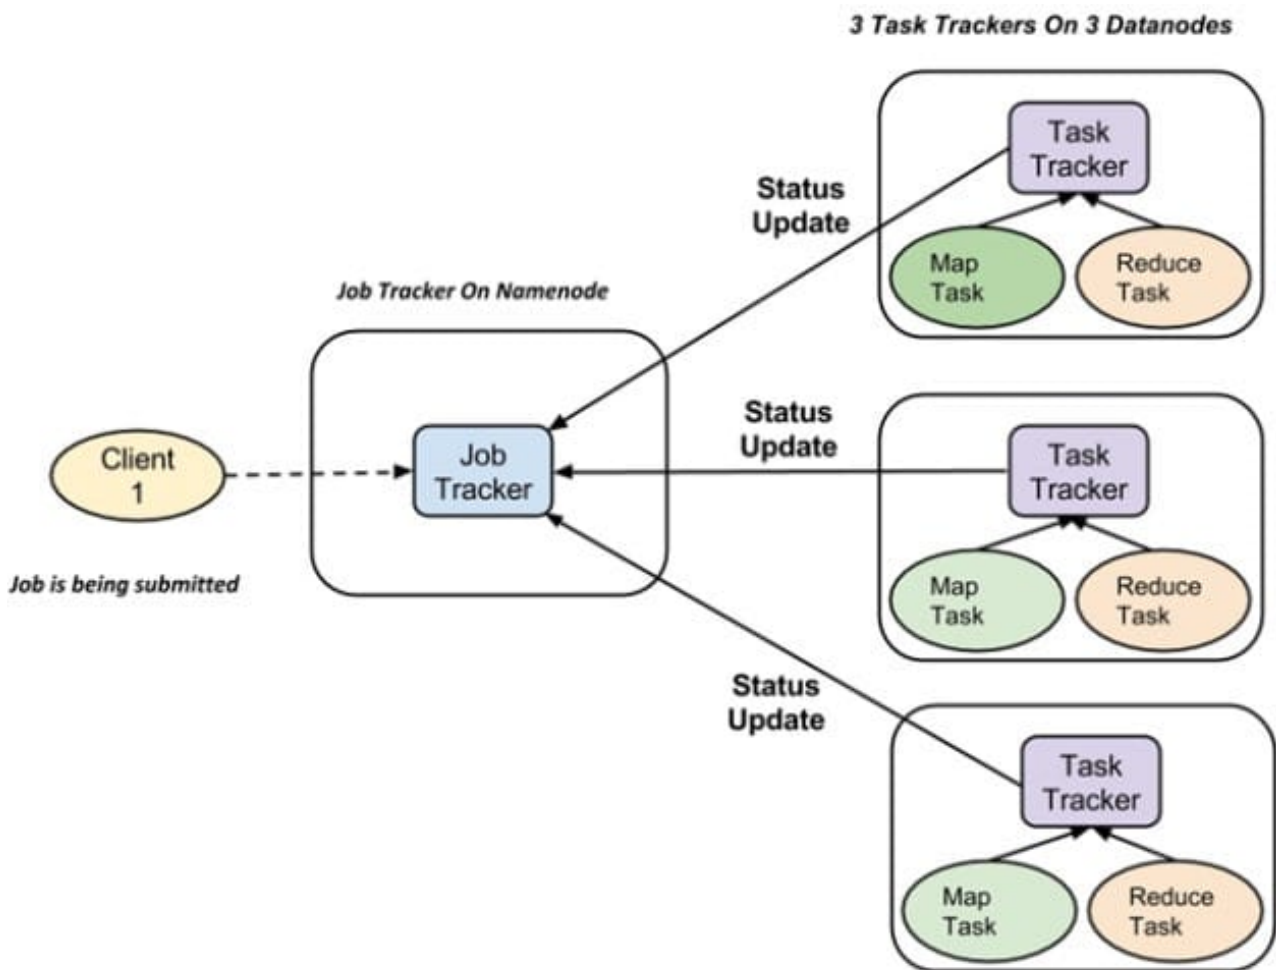 3 Task Trackers On 3 Datanodes
Task
Tracker
Status
Update
Map
Task
Reduce
Task
Job Tracker On Namenode
Status
Update
Task
Tracker
Client
1
Job
Tracker
Job is being submitted
Map
Task
Reduce
Task
Status
Update
Task
Tracker
Map
Task
Reduce
Task